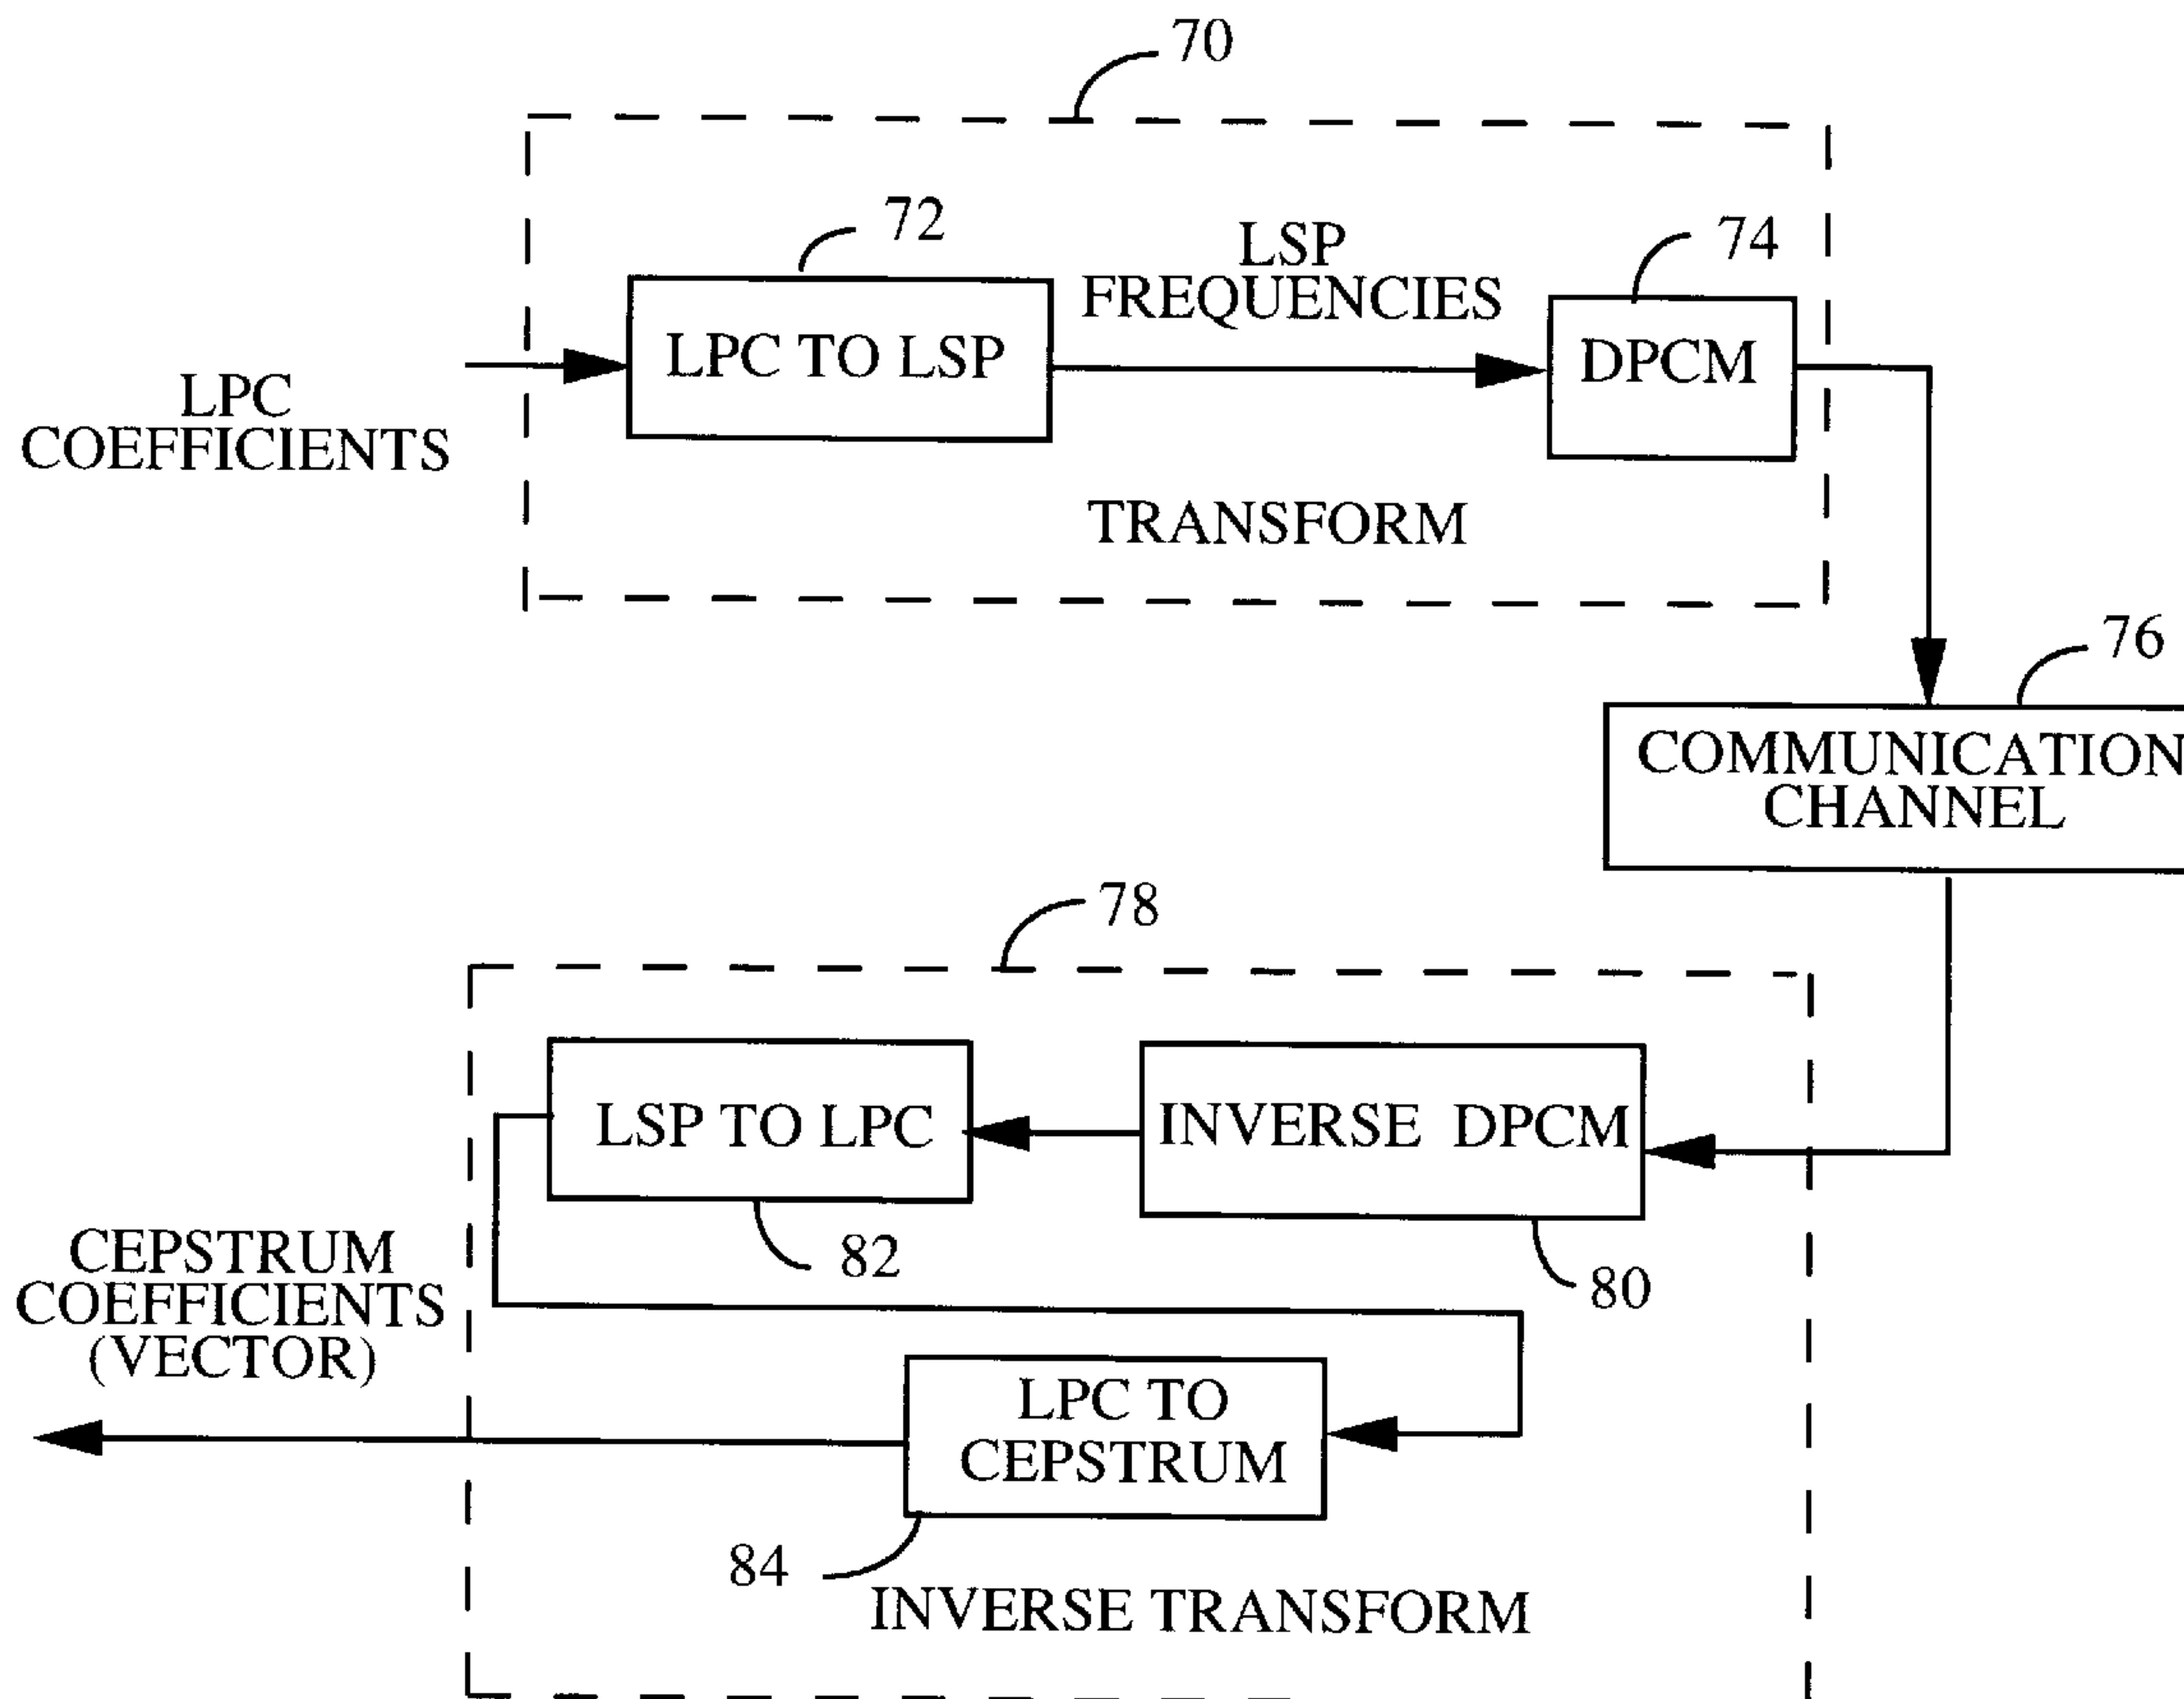 70
72
LSP
FREQUENCIES
74
LPC TO LSP
DPCM
LPC
COEFFICIENTS
TRANSFORM
76
COMMUNICATION
CHANNEL
78
LSP TO LPC
INVERSE DPCM
82
80
CEPSTRUM
COEFFICIENTS
(VECTOR)
LPC TO
CEPSTRUM
84
INVERSE TRANSFORM